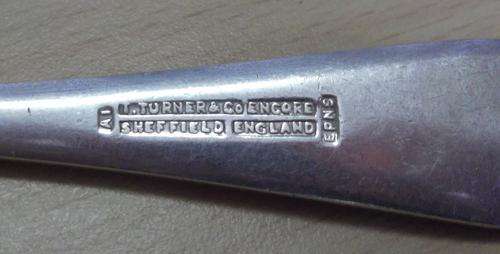 A1
T. TURNER & CO ENCORE
SHEFFIELD ENGLAND
EPNS